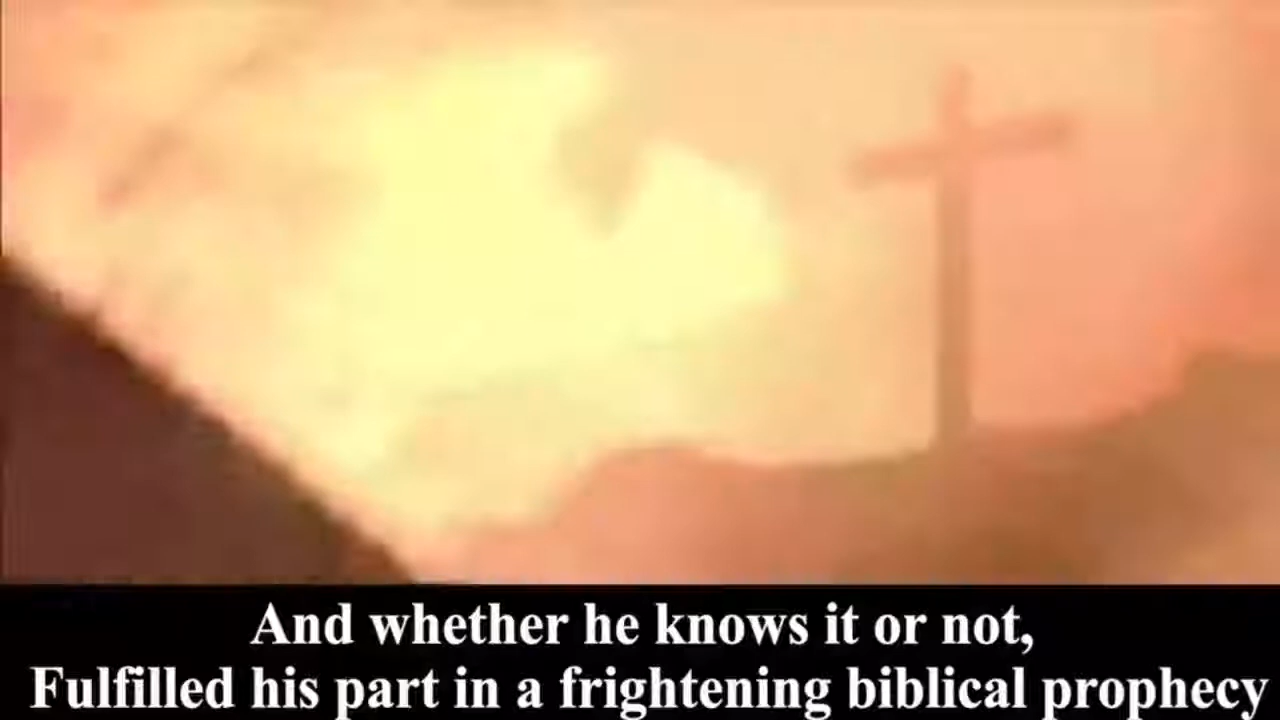 And whether he knows it or not,
Fulfilled his part in a frightening biblical prophecy